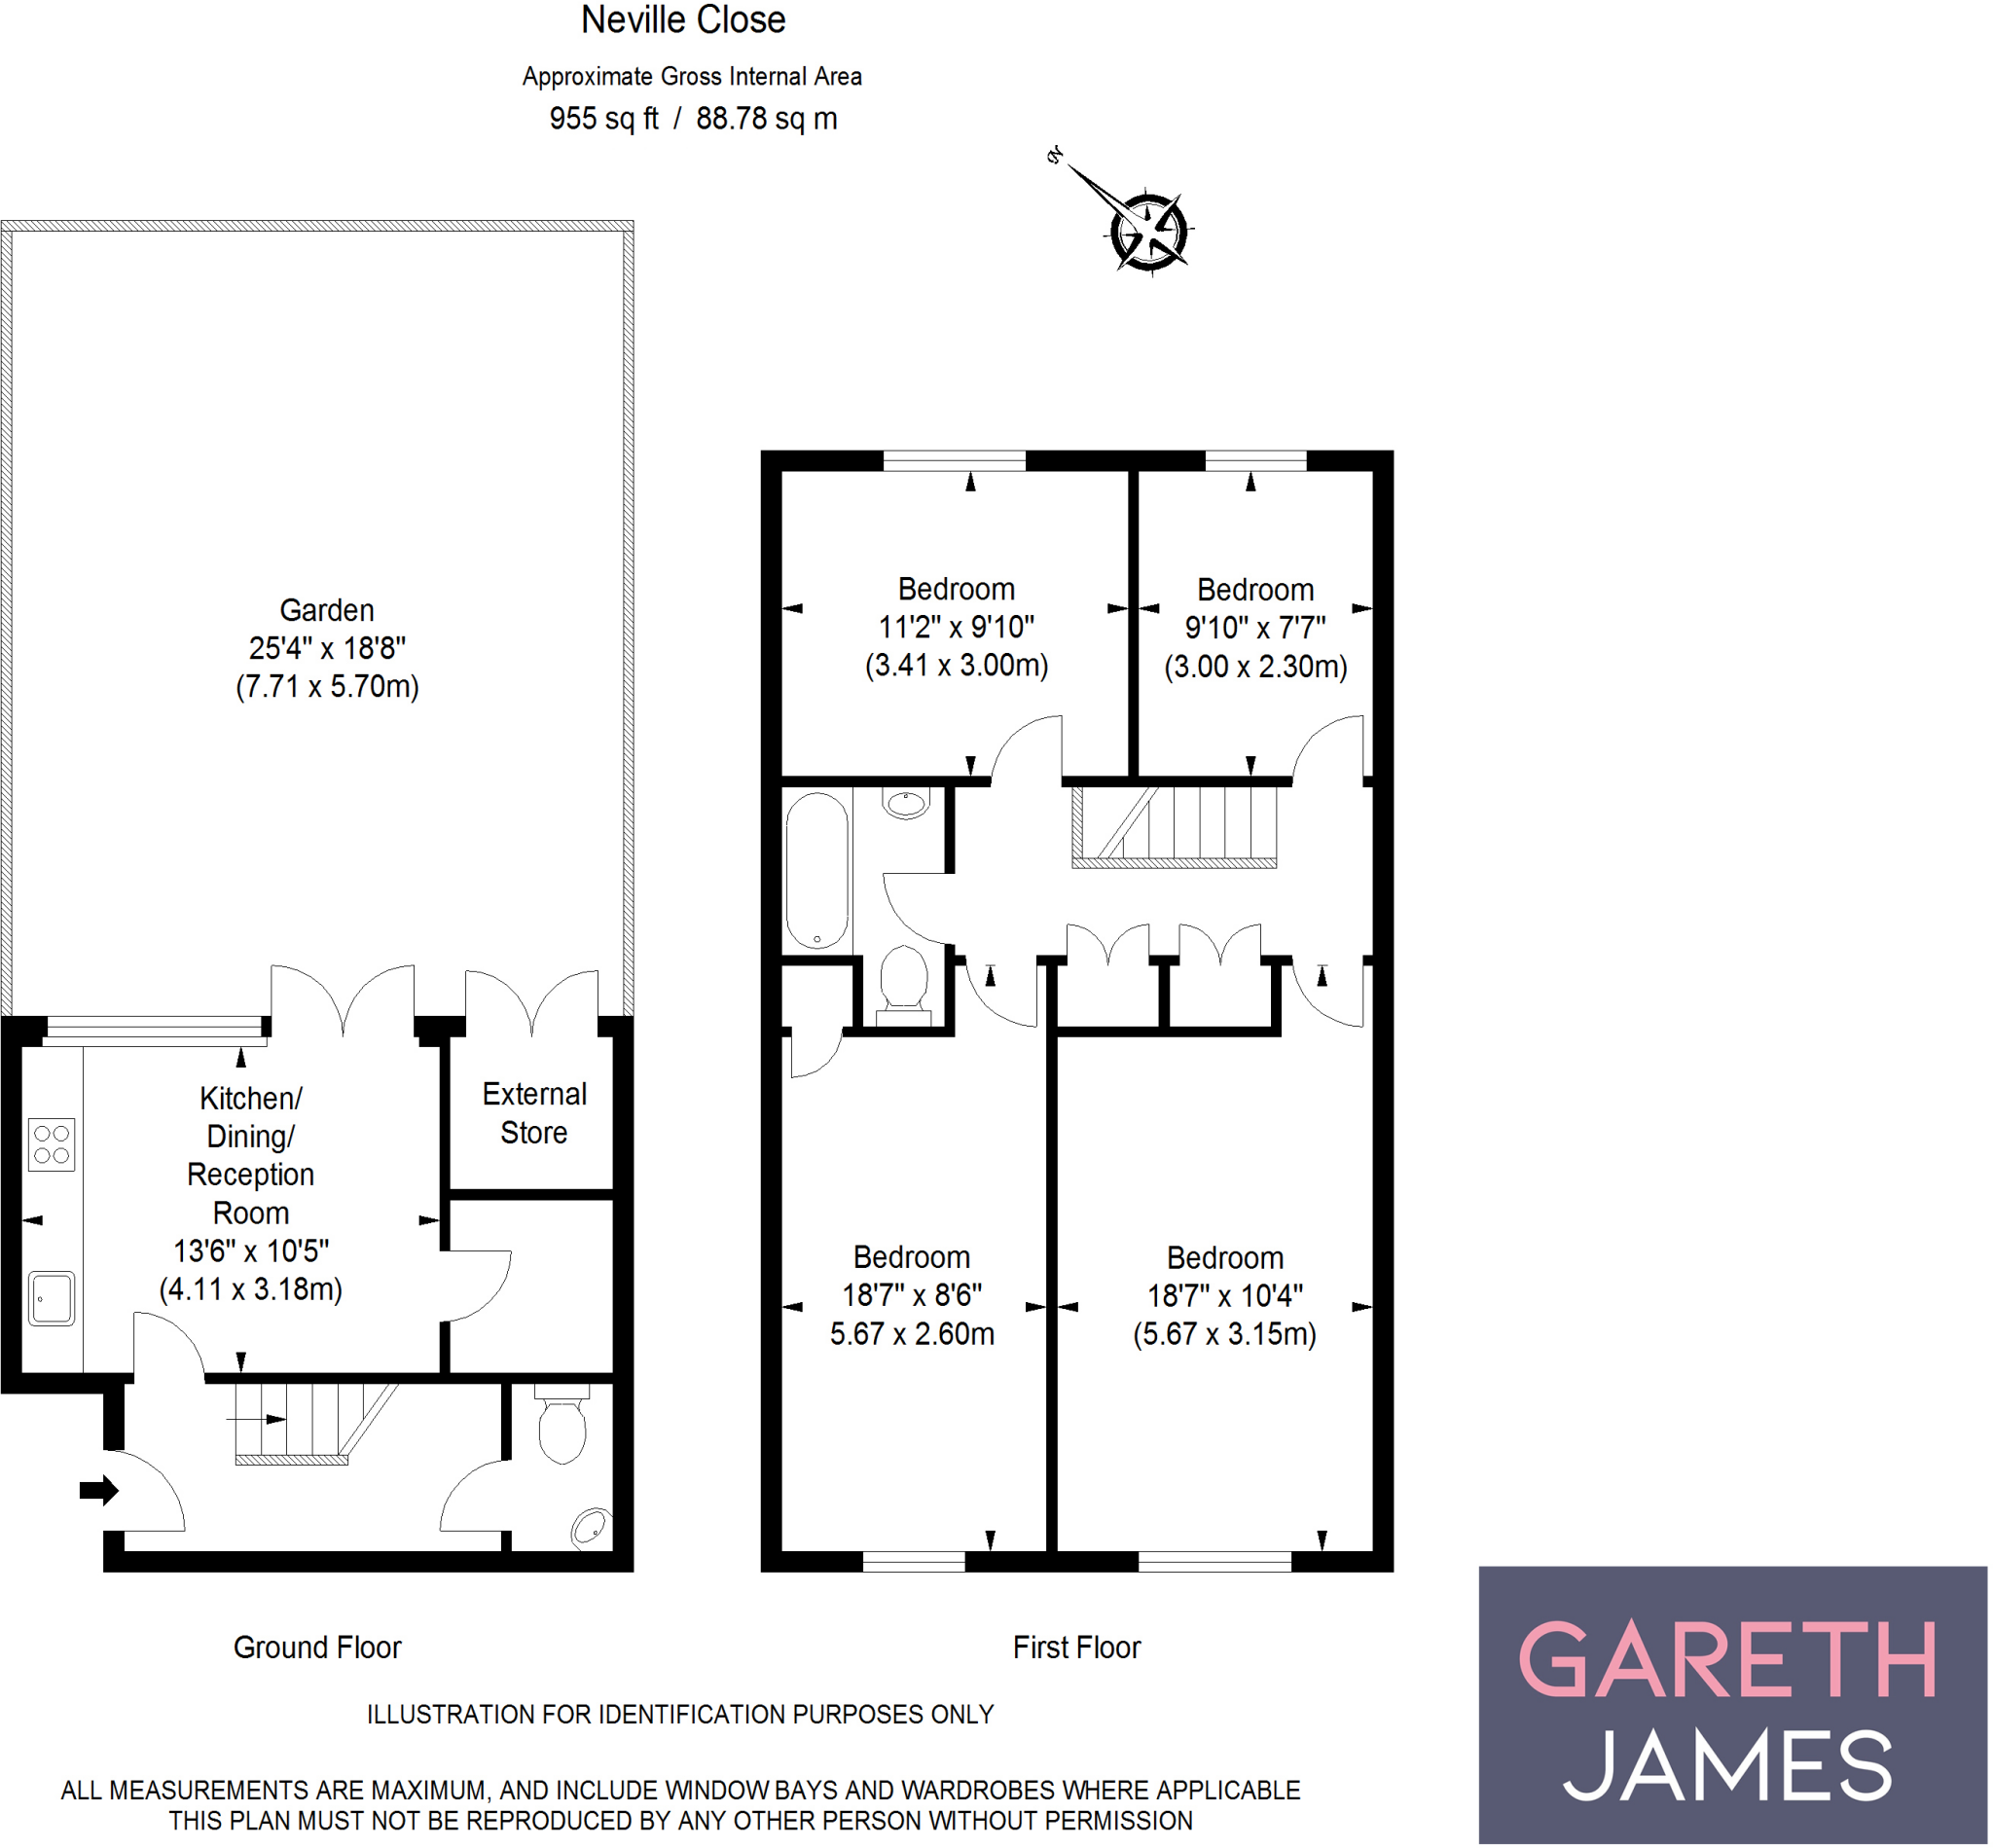 Neville Close
Approximate Gross Internal Area
955 sq ft / 88.78 sq m
N
Garden
25'4" x 18'8"
(7.71 x 5.70m)
Bedroom
11'2" x 9'10"
(3.41 x 3.00m)
Bedroom
9'10" x 7'7"
(3.00 x 2.30m)
Kitchen/
Dining/
Reception
Room
13'6" x 10'5"
(4.11 x 3.18m)
External
Store
Bedroom
18'7" x 8'6"
5.67 x 2.60m
Bedroom
18'7" x 10'4"
(5.67 x 3.15m)
Ground Floor
First Floor
ILLUSTRATION FOR IDENTIFICATION PURPOSES ONLY
ALL MEASUREMENTS ARE MAXIMUM, AND INCLUDE WINDOW BAYS AND WARDROBES WHERE APPLICABLE
THIS PLAN MUST NOT BE REPRODUCED BY ANY OTHER PERSON WITHOUT PERMISSION
GARETH
JAMES